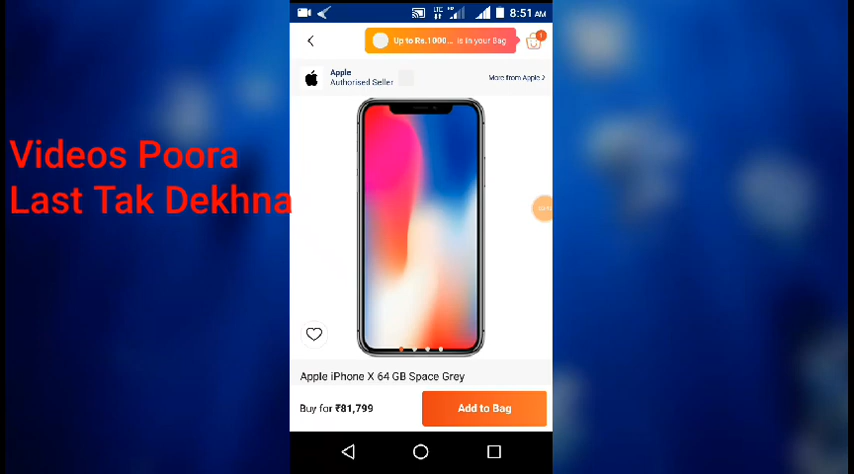 8:51 AM
Up to Rs.1000... is in your Bag
1
Apple
Authorised Seller
More from Apple
Videos Poora
Last Tak Dekhna
Apple iPhone X 64 GB Space Grey
Buy for ₹81,799
Add to Bag